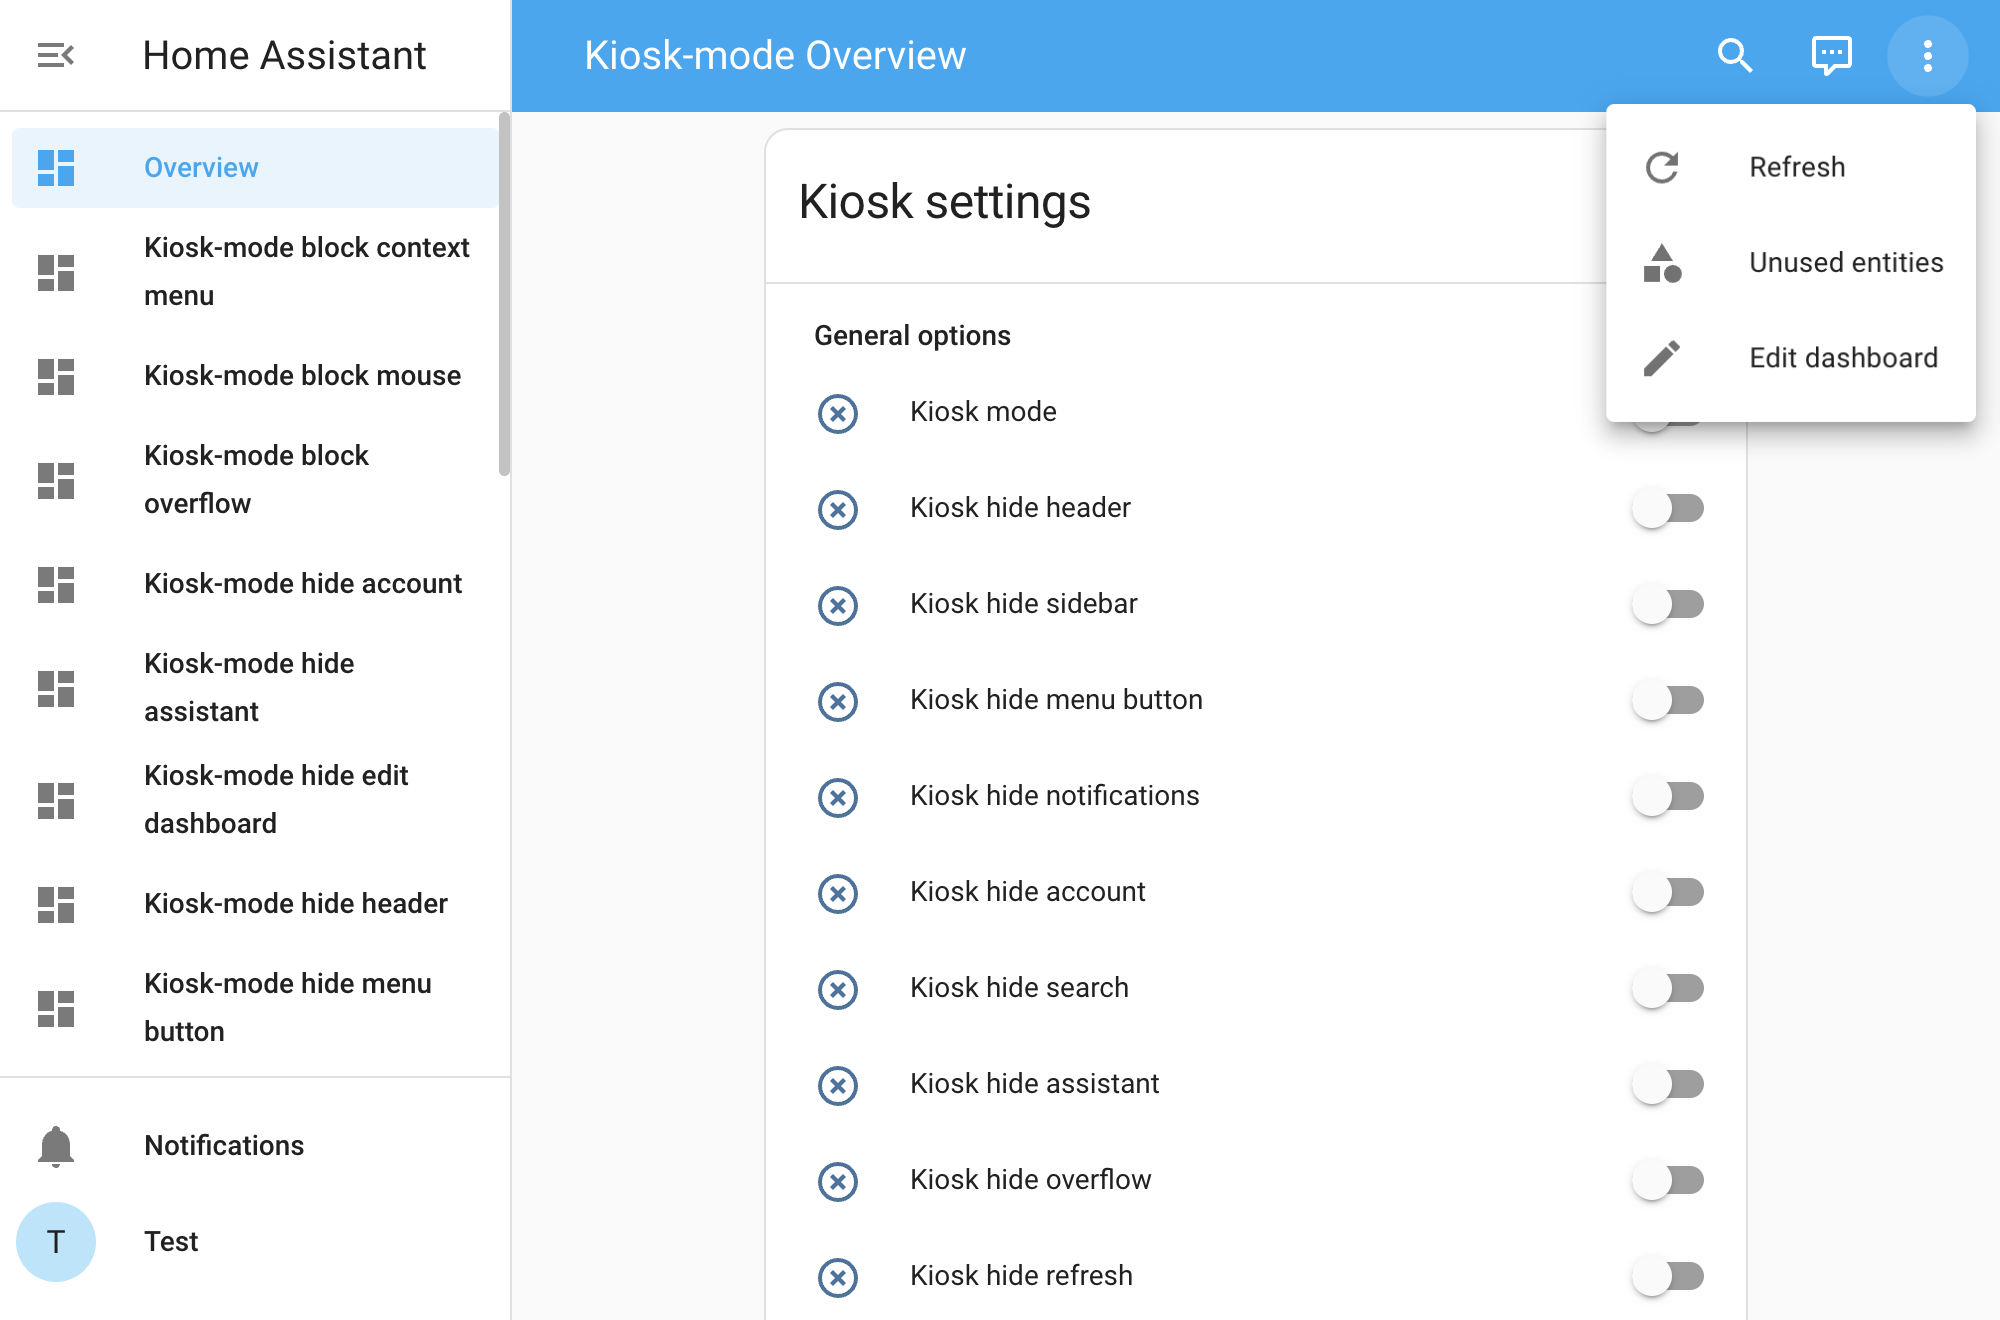 Home Assistant
Kiosk-mode Overview
Overview
Kiosk-mode block context
menu
Kiosk-mode block mouse
Kiosk-mode block
overflow
Kiosk-mode hide account
Kiosk-mode hide
assistant
Kiosk-mode hide edit
dashboard
Kiosk-mode hide header
Kiosk-mode hide menu
button
Notifications
T
Test
Kiosk settings
General options
Kiosk mode
Kiosk hide header
Kiosk hide sidebar
Kiosk hide menu button
Kiosk hide notifications
Kiosk hide account
Kiosk hide search
Kiosk hide assistant
Kiosk hide overflow
Kiosk hide refresh
Refresh
Unused entities
Edit dashboard